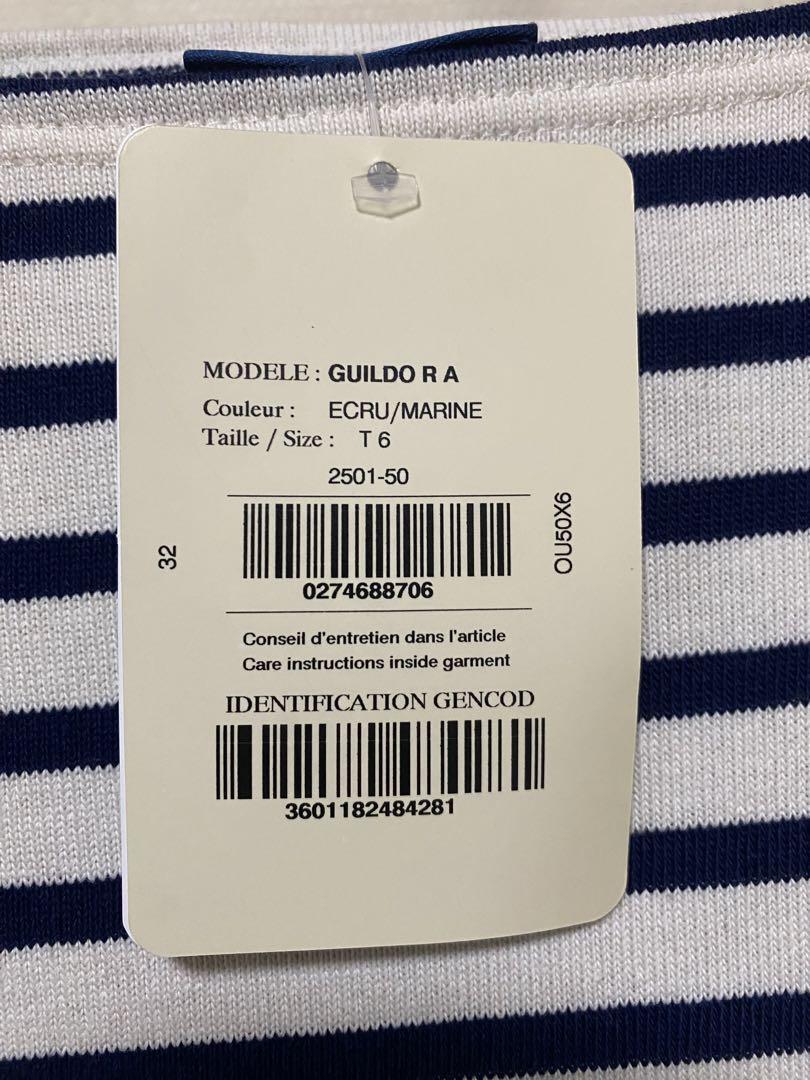 MODELE : GUILDO R A
Couleur : ECRU/MARINE
Taille / Size : T 6
2501-50
32
OU50X6
0274688706
Conseil d'entretien dans l'article
Care instructions inside garment
IDENTIFICATION GENCOD
3601182484281